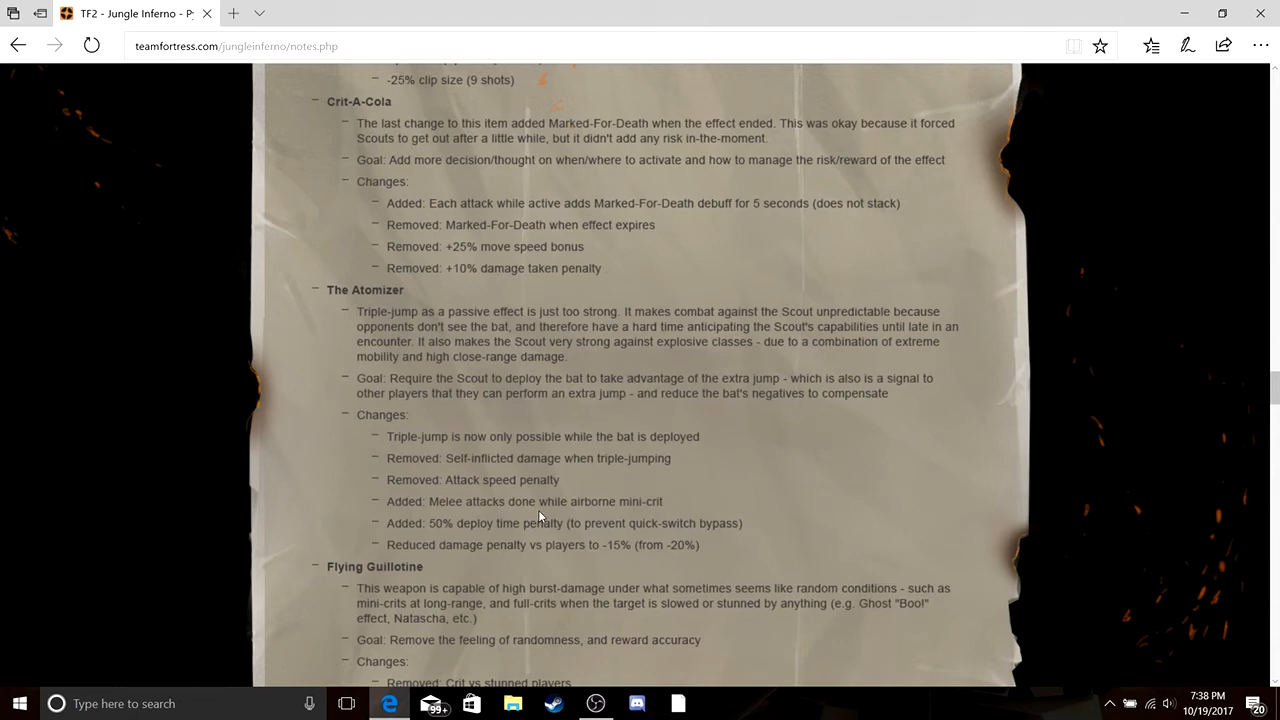 TF2 - Jungle Inferno - P
teamfortress.com/jungleinferno/notes.php
-25% clip size (9 shots)
Crit-A-Cola
The last change to this item added Marked-For-Death when the effect ended. This was okay because it forced
Scouts to get out after a little while, but it didn't add any risk in-the-moment.
Goal: Add more decision/thought on when/where to activate and how to manage the risk/reward of the effect
Changes:
Added: Each attack while active adds Marked-For-Death debuff for 5 seconds (does not stack)
Removed: Marked-For-Death when effect expires
Removed: +25% move speed bonus
Removed: +10% damage taken penalty
The Atomizer
Triple-jump as a passive effect is just too strong. It makes combat against the Scout unpredictable because
opponents don't see the bat, and therefore have a hard time anticipating the Scout's capabilities until late in an
encounter. It also makes the Scout very strong against explosive classes - due to a combination of extreme
mobility and high close-range damage.
Goal: Require the Scout to deploy the bat to take advantage of the extra jump - which is also is a signal to
other players that they can perform an extra jump - and reduce the bat's negatives to compensate
Changes:
Triple-jump is now only possible while the bat is deployed
Removed: Self-inflicted damage when triple-jumping
Removed: Attack speed penalty
Added: Melee attacks done while airborne mini-crit
Added: 50% deploy time penalty (to prevent quick-switch bypass)
Reduced damage penalty vs players to -15% (from -20%)
Flying Guillotine
This weapon is capable of high burst-damage under what sometimes seems like random conditions - such as
mini-crits at long-range, and full-crits when the target is slowed or stunned by anything (e.g. Ghost "Boo!"
effect, Natascha, etc.)
Goal: Remove the feeling of randomness, and reward accuracy
Changes:
Removed: Crit vs stunned players
Type here to search
99+
7:38 PM
10/19/2017
20